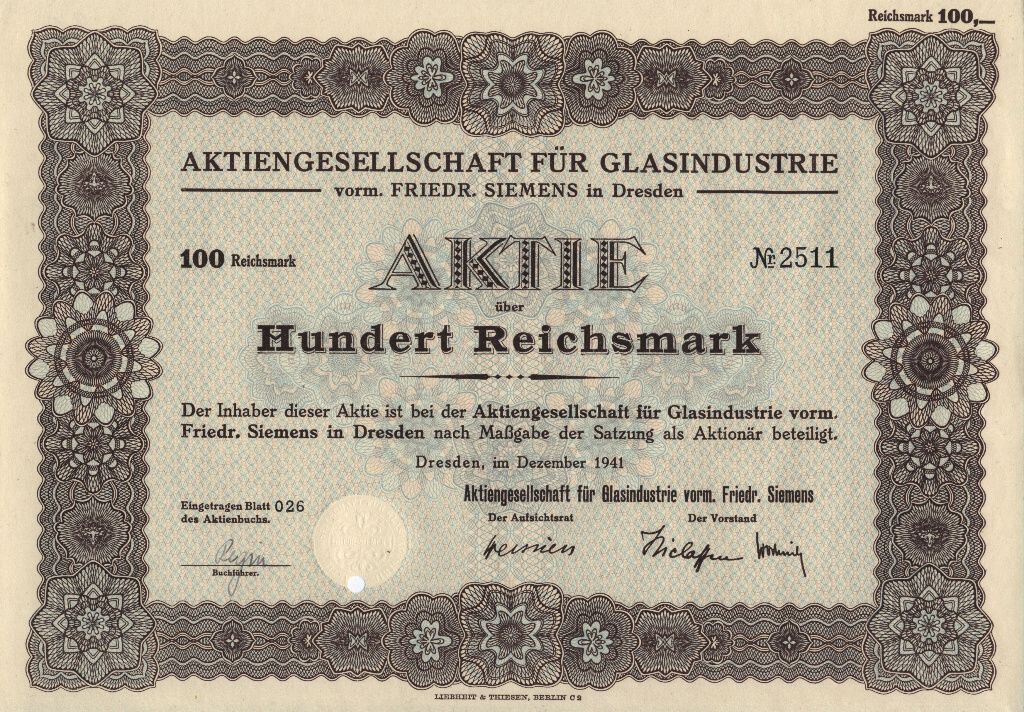 Reichsmark 100,—
AKTIENGESELLSCHAFT FÜR GLASINDUSTRIE
vorm. FRIEDR. SIEMENS in Dresden
100 Reichsmark
AKTIE
Nr. 2511
über
Hundert Reichsmark
Der Inhaber dieser Aktie ist bei der Aktiengesellschaft für Glasindustrie vorm.
Friedr. Siemens in Dresden nach Maßgabe der Satzung als Aktionär beteiligt.
Dresden, im Dezember 1941
Aktiengesellschaft für Glasindustrie vorm. Friedr. Siemens
Der Aufsichtsrat
Der Vorstand
Eingetragen Blatt 026
des Aktienbuchs.
Buchführer.
LIEBHEIT & THIESEN, BERLIN C 2